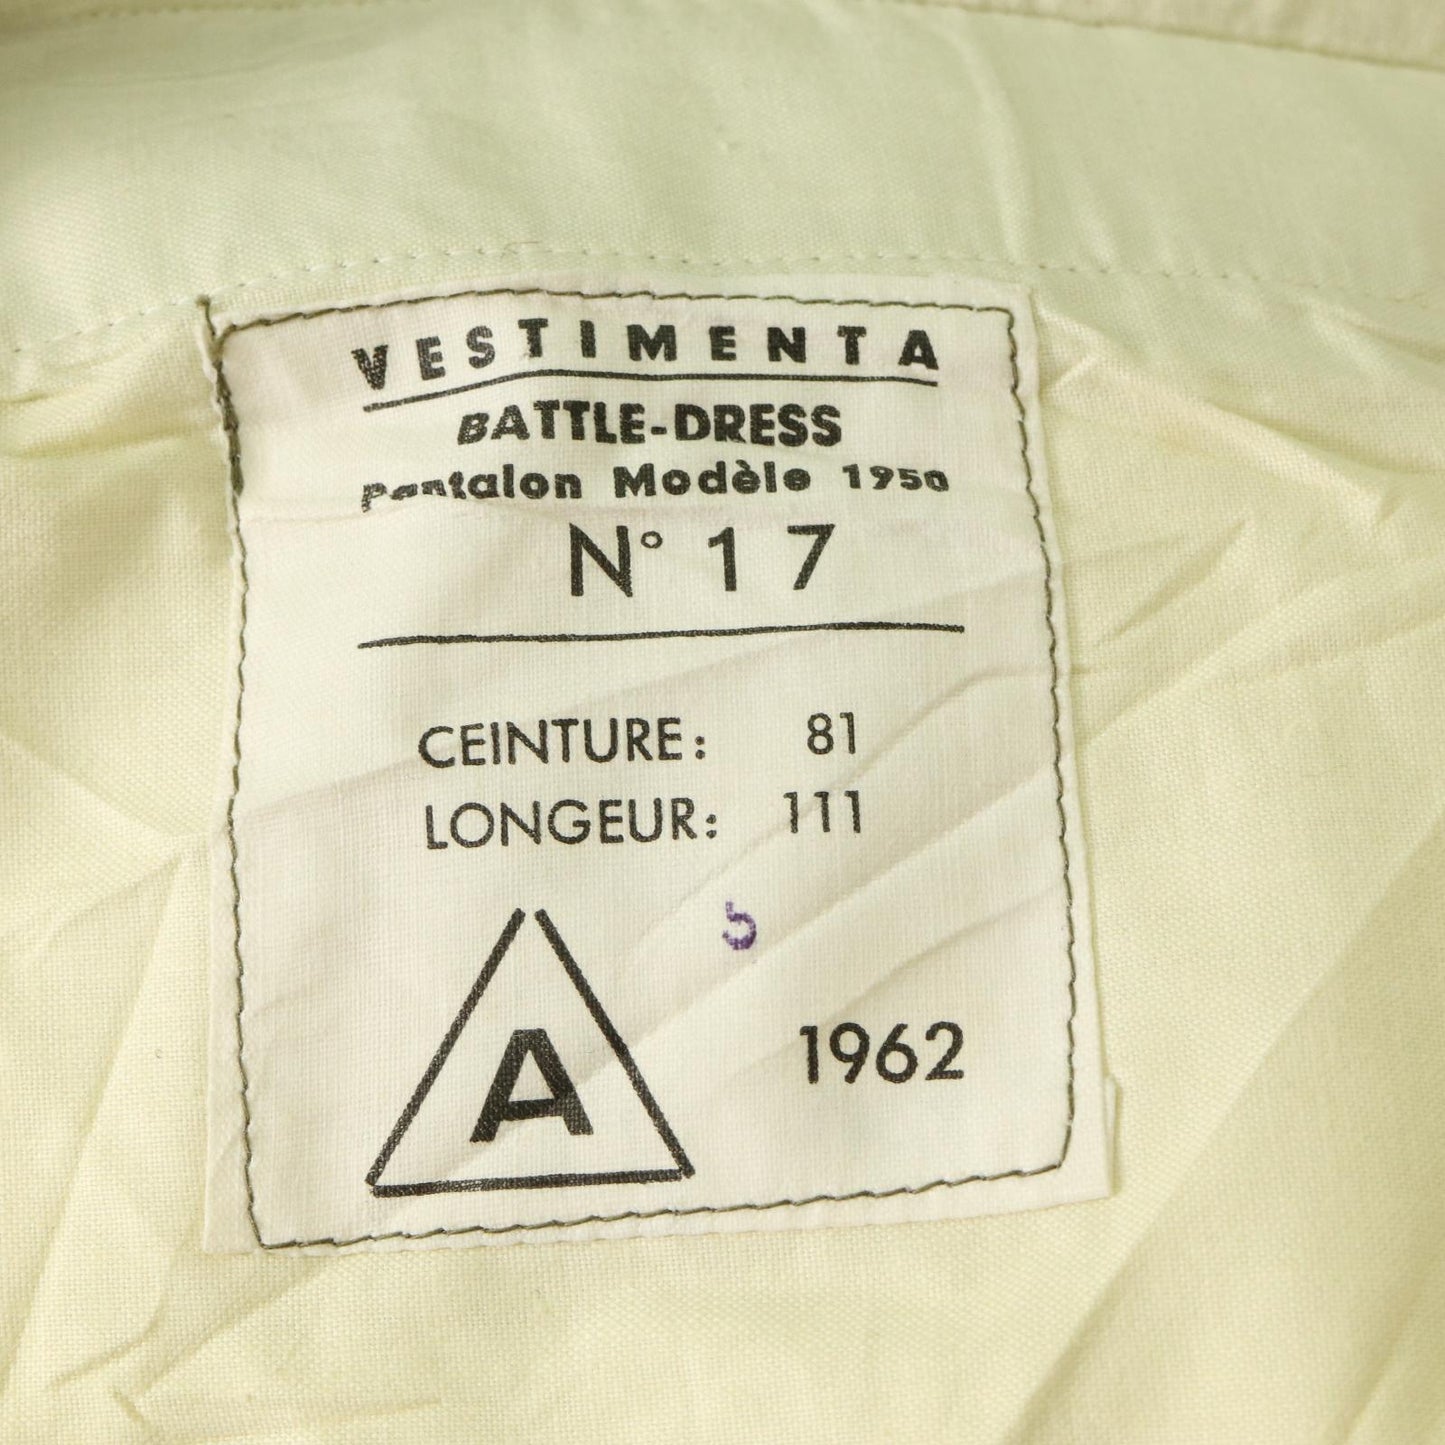 VESTIMENTA
BATTLE-DRESS
Pantalon Modèle 1950
N° 17
CEINTURE: 81
LONGEUR: 111
5
A
1962